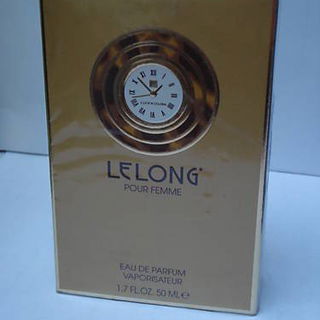 LELONG
POUR FEMME
EAU DE PARFUM
VAPORISATEUR
1.7 FL.OZ. 50 ML e